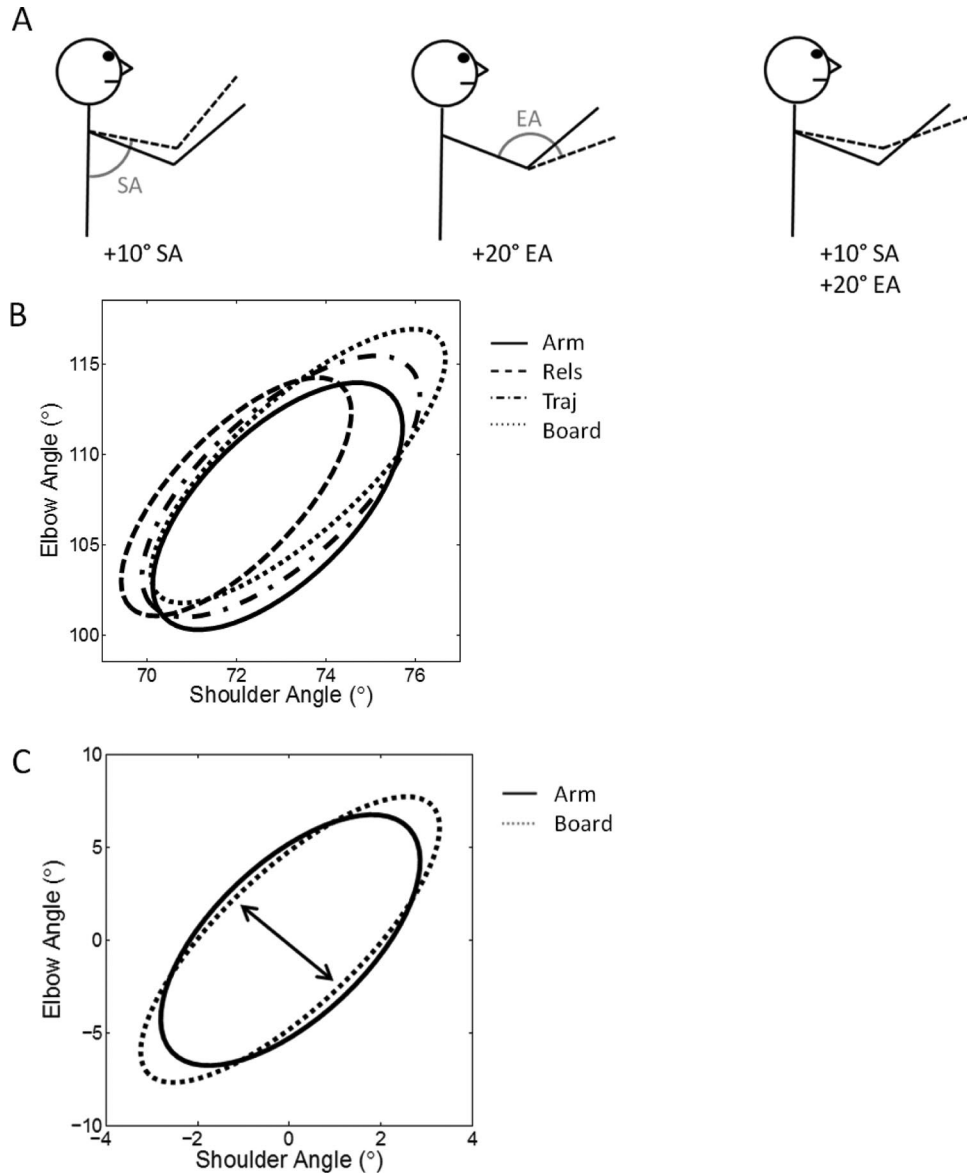 A
SA
EA
+10° SA
+20° EA
+10° SA
+20° EA
B
115
110
105
100
70
72
74
76
Elbow Angle (°)
Shoulder Angle (°)
Arm
Rels
Traj
Board
C
10
5
0
−5
−10
−4
−2
0
2
4
Elbow Angle (°)
Shoulder Angle (°)
Arm
Board